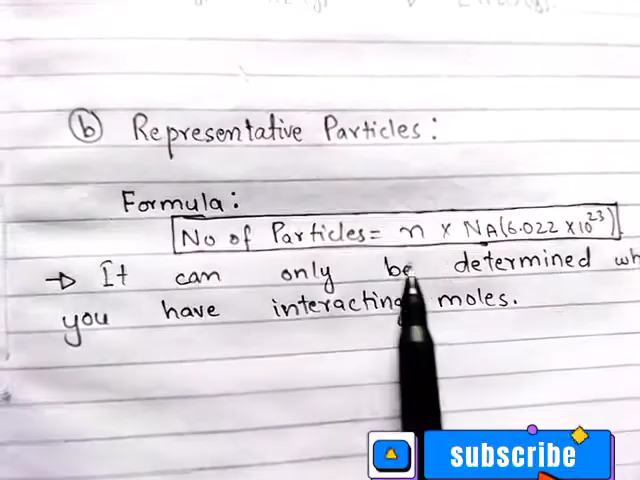 (b) Representative Particles:
Formula:
No of Particles = n × NA(6.022 ×10²³)
→ It can only be determined
you have interacting moles.
subscribe